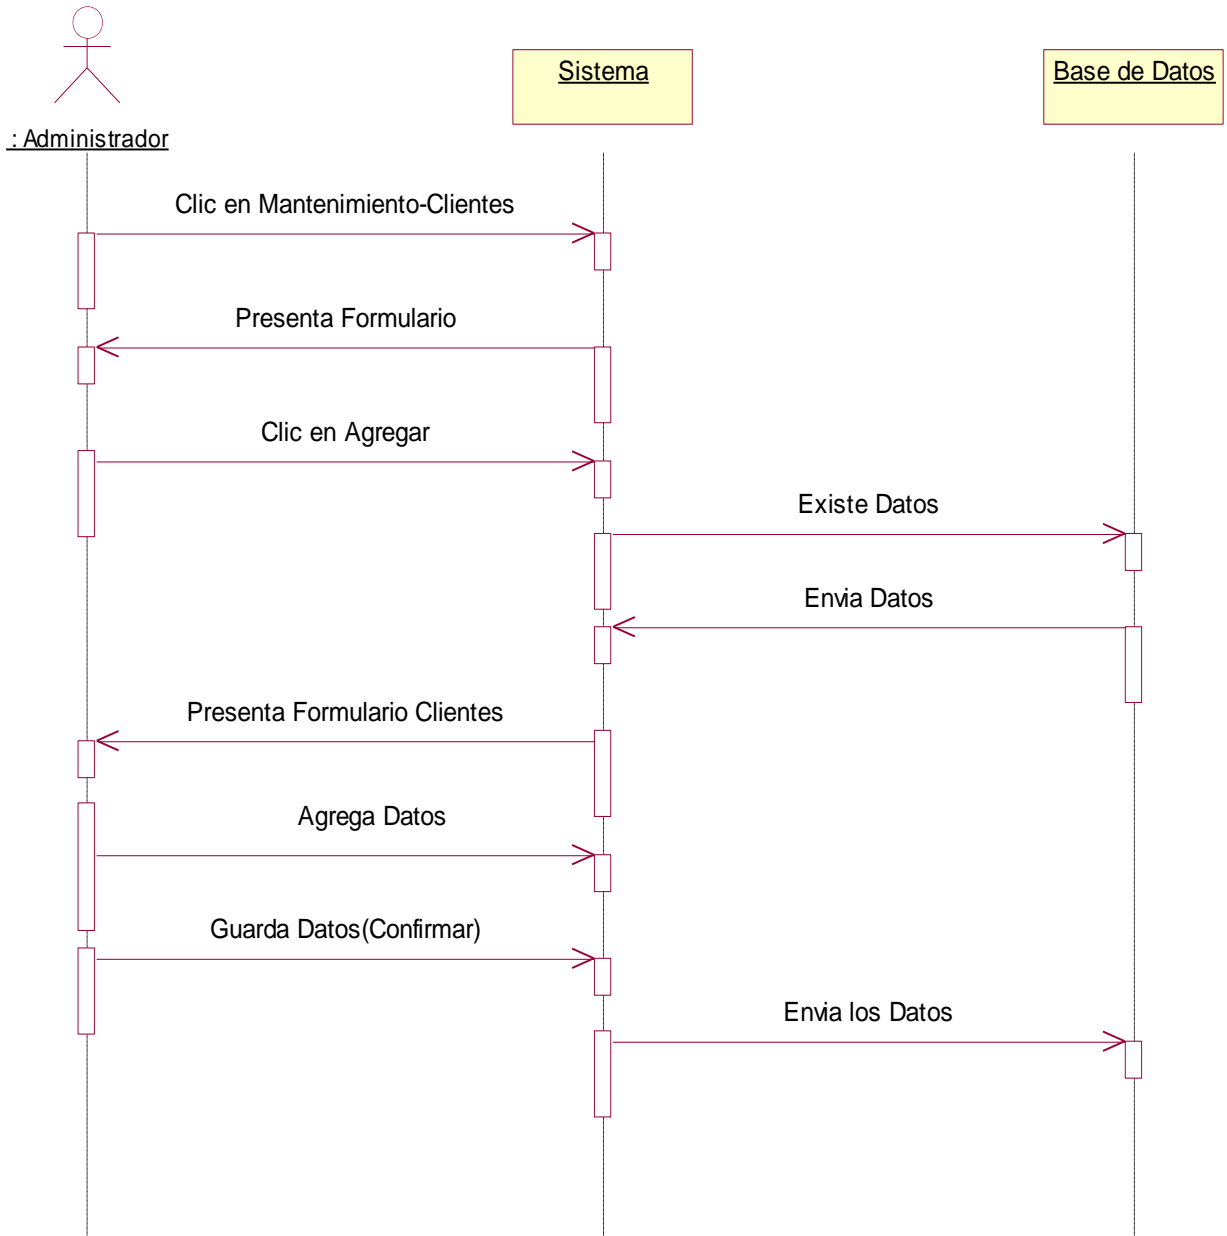 : Administrador
Sistema
Base de Datos
Clic en Mantenimiento-Clientes
Presenta Formulario
Clic en Agregar
Existe Datos
Envia Datos
Presenta Formulario Clientes
Agrega Datos
Guarda Datos(Confirmar)
Envia los Datos